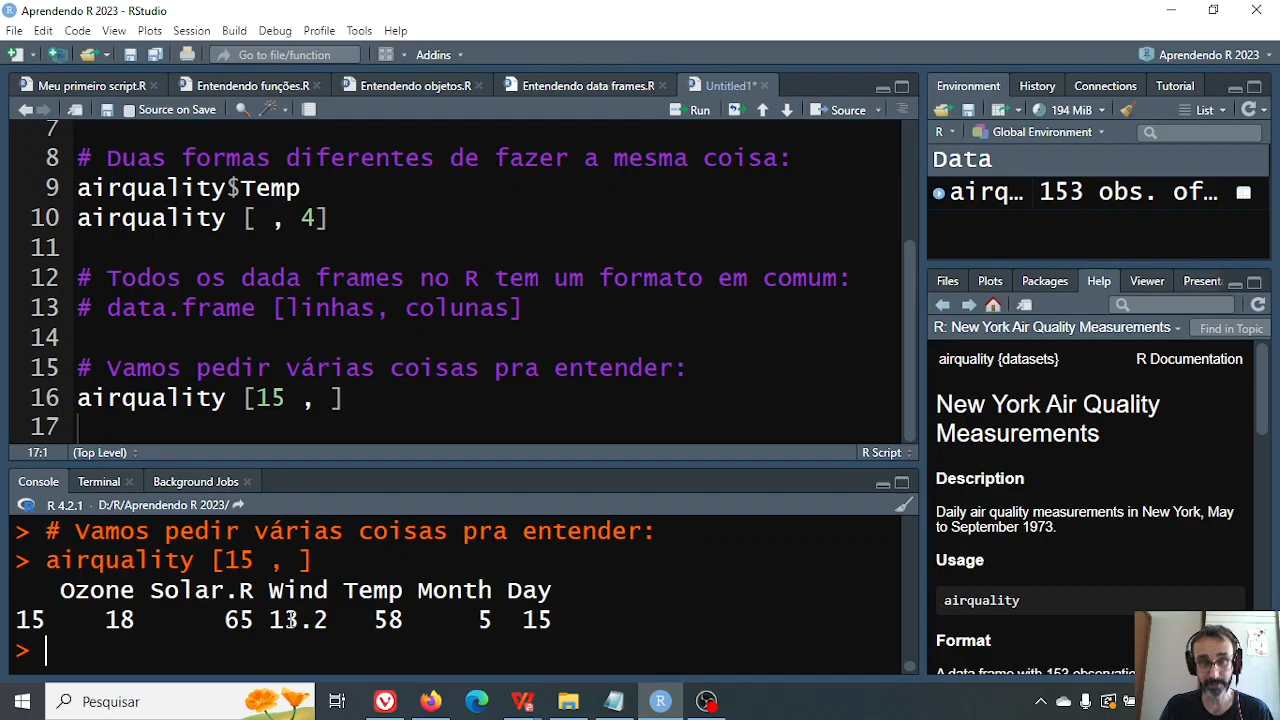 Aprendendo R 2023 - RStudio
File Edit Code View Plots Session Build Debug Profile Tools Help
Go to file/function Addins Aprendendo R 2023
Meu primeiro script.R Entendendo funções.R Entendendo objetos.R Entendendo data frames.R Untitled1*
Source on Save Run Source
7
8 # Duas formas diferentes de fazer a mesma coisa:
9 airquality$Temp
10 airquality [ , 4]
11
12 # Todos os dada frames no R tem um formato em comum:
13 # data.frame [linhas, colunas]
14
15 # Vamos pedir várias coisas pra entender:
16 airquality [15 , ]
17
17:1 (Top Level) R Script
Console Terminal Background Jobs
R 4.2.1 · D:/R/Aprendendo R 2023/
> # Vamos pedir várias coisas pra entender:
> airquality [15 , ]
Ozone Solar.R Wind Temp Month Day
15 18 65 13.2 58 5 15
>
Environment History Connections Tutorial
194 MiB List
R Global Environment
Data
airq... 153 obs. of...
Files Plots Packages Help Viewer Present
R: New York Air Quality Measurements Find in Topic
airquality {datasets} R Documentation
New York Air Quality
Measurements
Description
Daily air quality measurements in New York, May
to September 1973.
Usage
airquality
Format
A data frame with 153 observati
Pesquisar